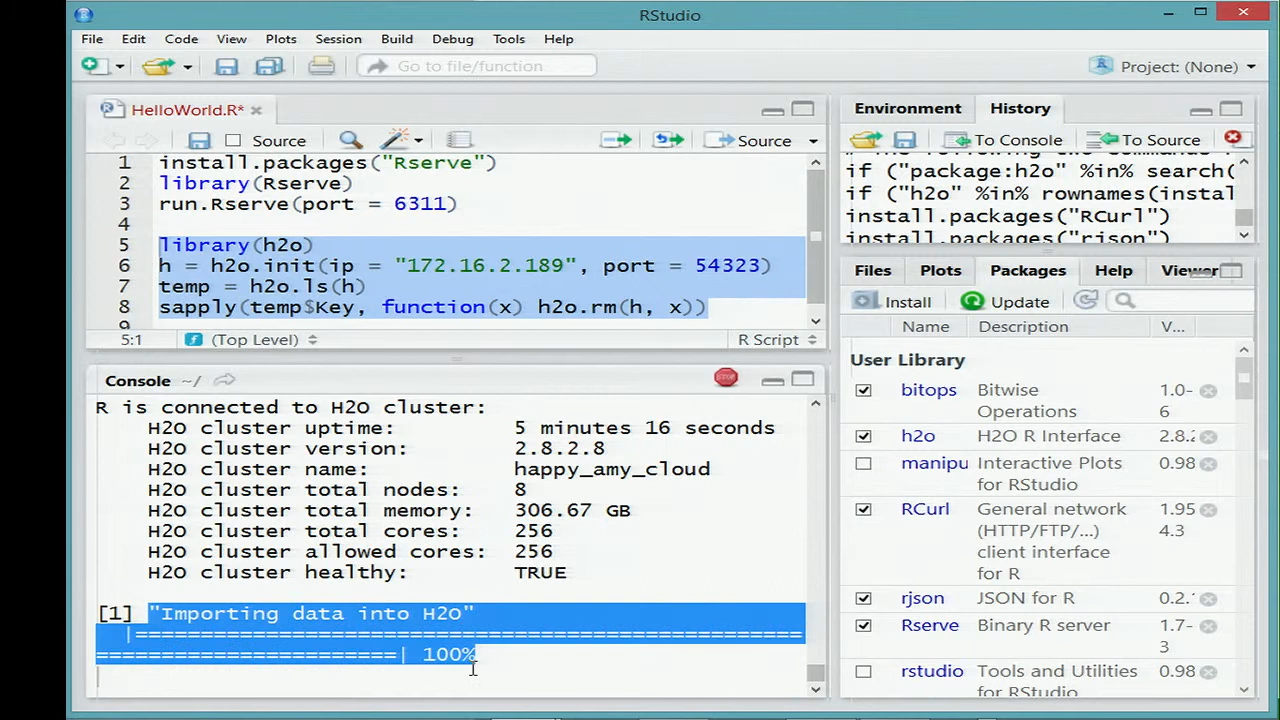 RStudio
File Edit Code View Plots Session Build Debug Tools Help
Go to file/function
Project: (None)
HelloWorld.R*
Source
Source
1 install.packages("Rserve")
2 library(Rserve)
3 run.Rserve(port = 6311)
4
5 library(h2o)
6 h = h2o.init(ip = "172.16.2.189", port = 54323)
7 temp = h2o.ls(h)
8 sapply(temp$Key, function(x) h2o.rm(h, x))
9
5:1 (Top Level) R Script
Console ~/
R is connected to H2O cluster:
H2O cluster uptime: 5 minutes 16 seconds
H2O cluster version: 2.8.2.8
H2O cluster name: happy_amy_cloud
H2O cluster total nodes: 8
H2O cluster total memory: 306.67 GB
H2O cluster total cores: 256
H2O cluster allowed cores: 256
H2O cluster healthy: TRUE
[1] "Importing data into H2O"
|===================================================
=======================| 100%
Environment History
To Console To Source
if ("package:h2o" %in% search(
if ("h2o" %in% rownames(instal
install.packages("RCurl")
install.packages("rjson")
Files Plots Packages Help Viewer
Install Update
Name Description V...
User Library
bitops Bitwise Operations 1.0-6
h2o H2O R Interface 2.8.2
manipu Interactive Plots for RStudio 0.98
RCurl General network (HTTP/FTP/...) client interface for R 1.95 4.3
rjson JSON for R 0.2.
Rserve Binary R server 1.7-3
rstudio Tools and Utilities for RStudio 0.98